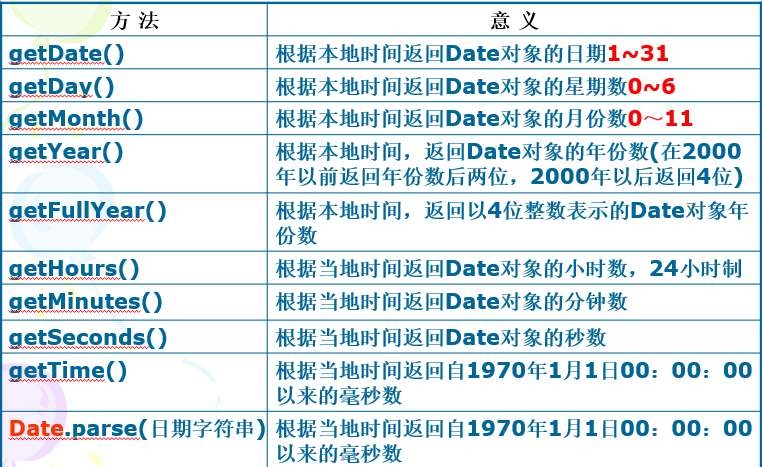 方 法
意 义
getDate()
根据本地时间返回Date对象的日期1~31
getDay()
根据本地时间返回Date对象的星期数0~6
getMonth()
根据本地时间返回Date对象的月份数0～11
getYear()
根据本地时间，返回Date对象的年份数(在2000
年以前返回年份数后两位，2000年以后返回4位)
getFullYear()
根据本地时间，返回以4位整数表示的Date对象年
份数
getHours()
根据当地时间返回Date对象的小时数，24小时制
getMinutes()
根据当地时间返回Date对象的分钟数
getSeconds()
根据当地时间返回Date对象的秒数
getTime()
根据当地时间返回自1970年1月1日00：00：00
以来的毫秒数
Date.parse(日期字符串)
根据当地时间返回自1970年1月1日00：00：00
以来的毫秒数